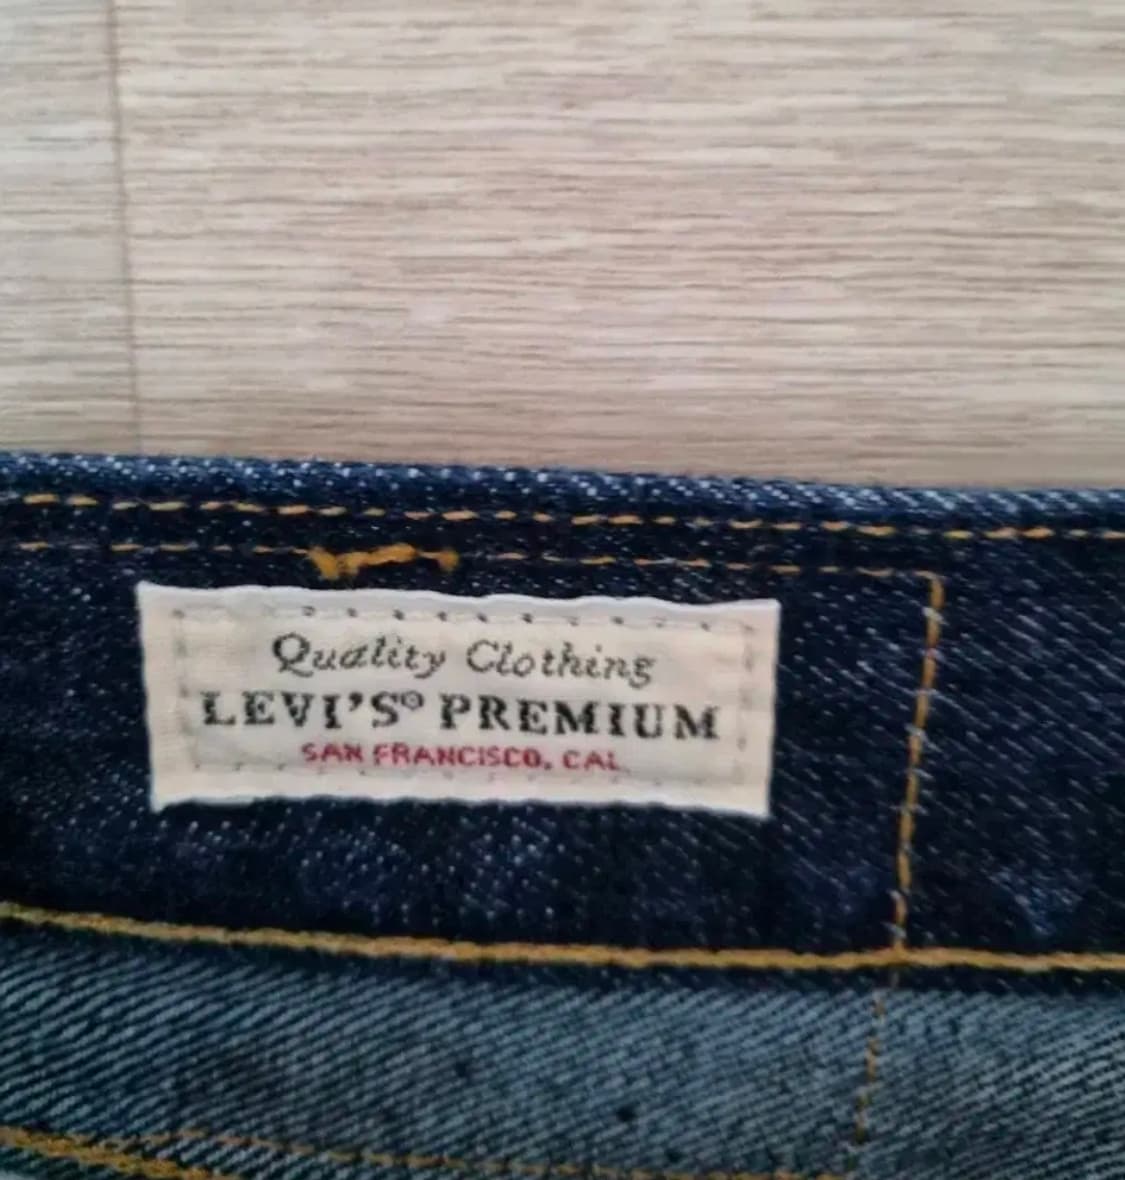 Quality Clothing
LEVI'S® PREMIUM
SAN FRANCISCO, CAL